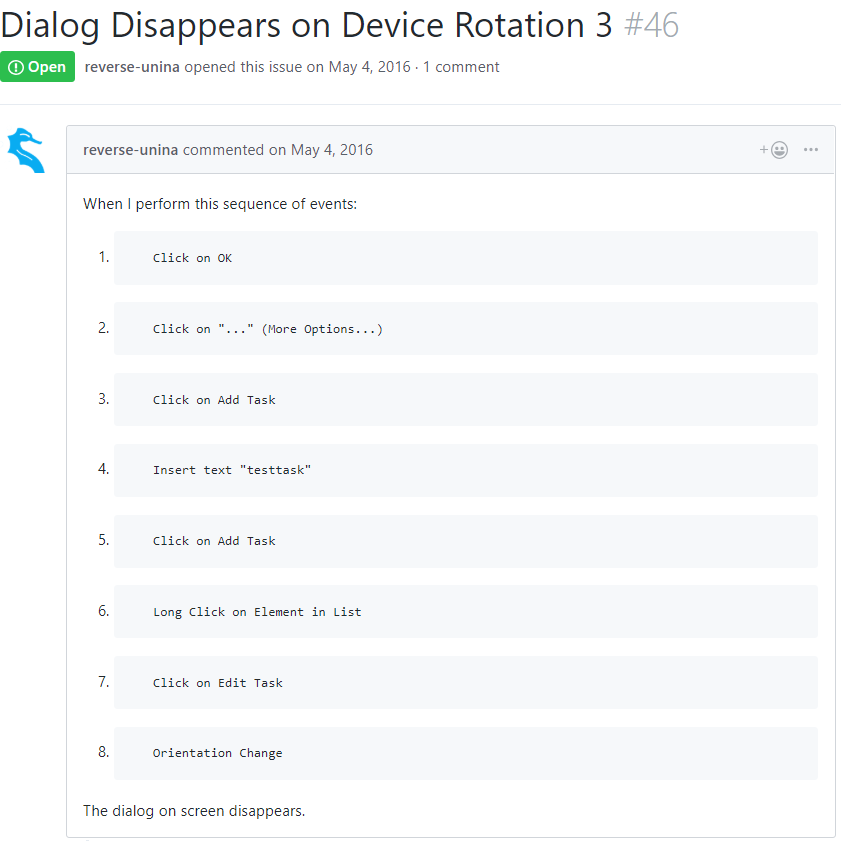 Dialog Disappears on Device Rotation 3 #46
Open reverse-unina opened this issue on May 4, 2016 · 1 comment
reverse-unina commented on May 4, 2016
When I perform this sequence of events:
1. Click on OK
2. Click on "..." (More Options...)
3. Click on Add Task
4. Insert text "testtask"
5. Click on Add Task
6. Long Click on Element in List
7. Click on Edit Task
8. Orientation Change
The dialog on screen disappears.